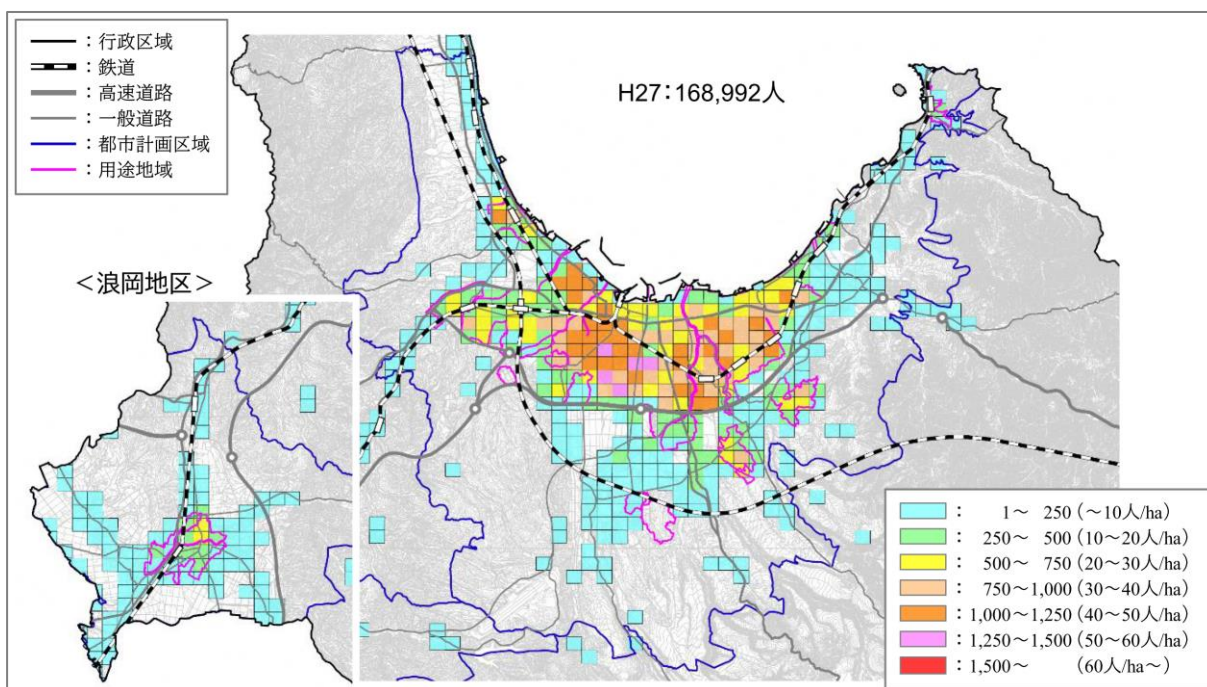 ：行政区域
：鉄道
：高速道路
：一般道路
：都市計画区域
：用途地域
H27：168,992人
＜浪岡地区＞
： 1～ 250 (～10人/ha)
： 250～ 500 (10～20人/ha)
： 500～ 750 (20～30人/ha)
： 750～1,000 (30～40人/ha)
：1,000～1,250 (40～50人/ha)
：1,250～1,500 (50～60人/ha)
：1,500～ (60人/ha～)